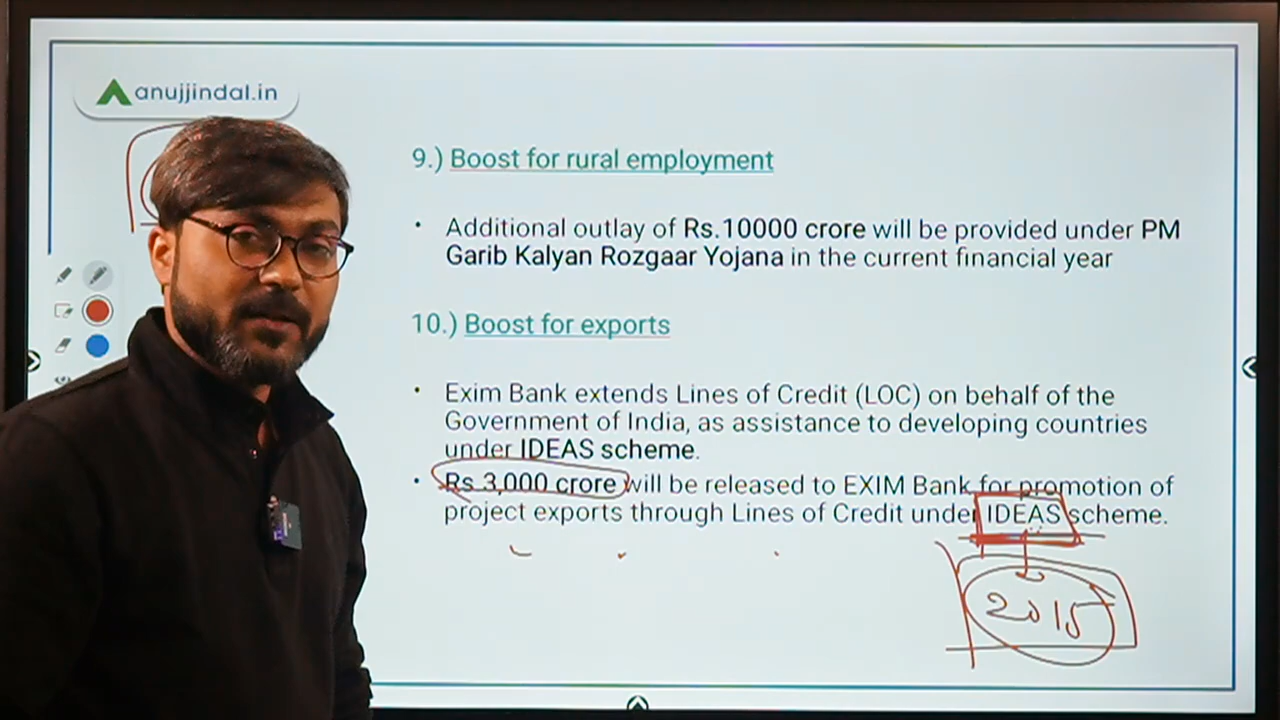 anujjindal.in
9.) Boost for rural employment
• Additional outlay of Rs.10000 crore will be provided under PM
Garib Kalyan Rozgaar Yojana in the current financial year
10.) Boost for exports
• Exim Bank extends Lines of Credit (LOC) on behalf of the
Government of India, as assistance to developing countries
under IDEAS scheme.
• Rs 3,000 crore will be released to EXIM Bank for promotion of
project exports through Lines of Credit under IDEAS scheme.
2015